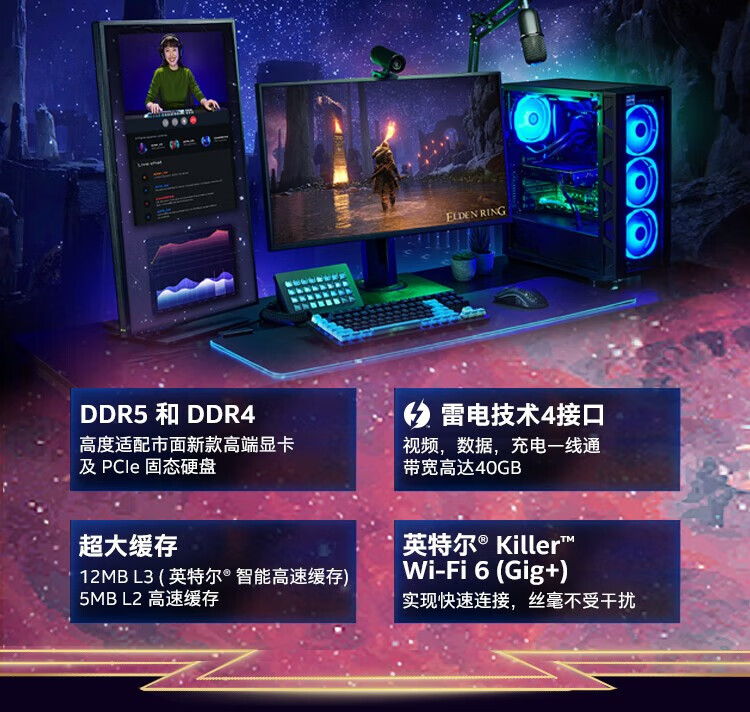 ELDEN RING
DDR5 和 DDR4
高度适配市面新款高端显卡
及 PCIe 固态硬盘
雷电技术4接口
视频，数据，充电一线通
带宽高达40GB
超大缓存
12MB L3 ( 英特尔® 智能高速缓存)
5MB L2 高速缓存
英特尔® Killer™
Wi-Fi 6 (Gig+)
实现快速连接，丝毫不受干扰